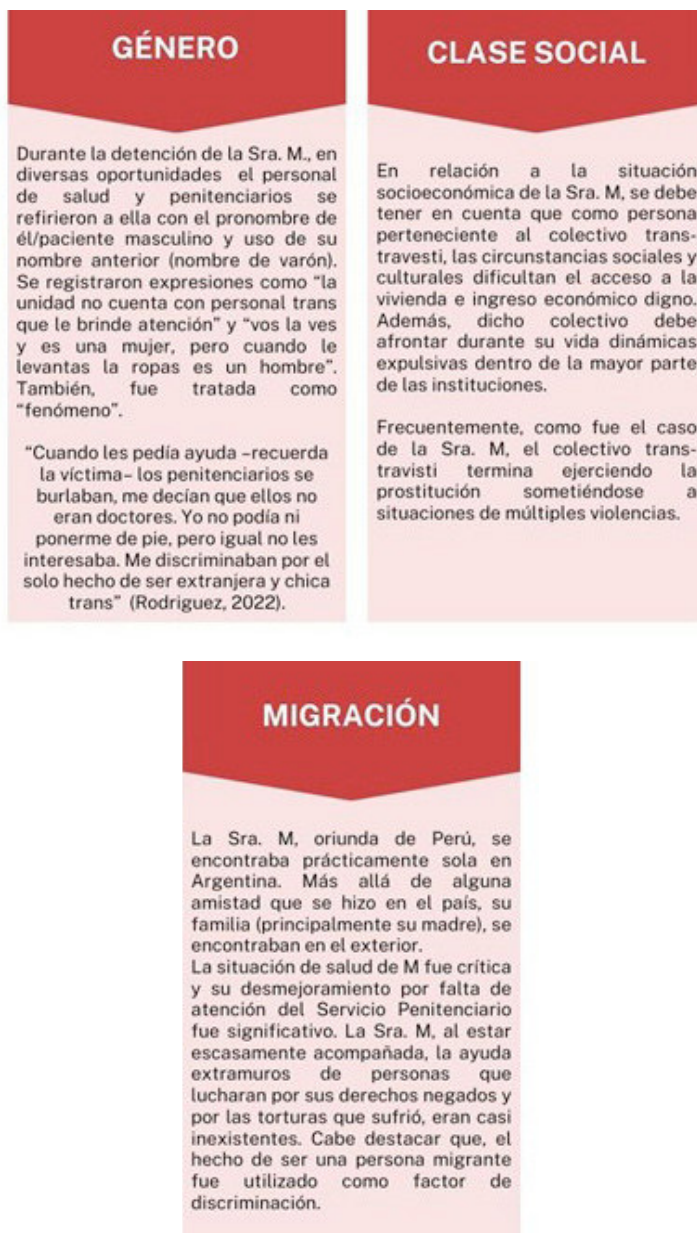 GÉNERO
Durante la detención de la Sra. M., en
diversas oportunidades el personal
de salud y penitenciarios se
refirieron a ella con el pronombre de
él/paciente masculino y uso de su
nombre anterior (nombre de varón).
Se registraron expresiones como “la
unidad no cuenta con personal trans
que le brinde atención” y “vos la ves
y es una mujer, pero cuando le
levantas la ropas es un hombre”.
También, fue tratada como
“fenómeno”.
“Cuando les pedía ayuda –recuerda
la víctima– los penitenciarios se
burlaban, me decían que ellos no
eran doctores. Yo no podía ni
ponerme de pie, pero igual no les
interesaba. Me discriminaban por el
solo hecho de ser extranjera y chica
trans” (Rodriguez, 2022).
CLASE SOCIAL
En relación a la situación
socioeconómica de la Sra. M, se debe
tener en cuenta que como persona
perteneciente al colectivo trans-
travesti, las circunstancias sociales y
culturales dificultan el acceso a la
vivienda e ingreso económico digno.
Además, dicho colectivo debe
afrontar durante su vida dinámicas
expulsivas dentro de la mayor parte
de las instituciones.
Frecuentemente, como fue el caso
de la Sra. M, el colectivo trans-
travisti termina ejerciendo la
prostitución sometiéndose a
situaciones de múltiples violencias.
MIGRACIÓN
La Sra. M, oriunda de Perú, se
encontraba prácticamente sola en
Argentina. Más allá de alguna
amistad que se hizo en el país, su
familia (principalmente su madre), se
encontraban en el exterior.
La situación de salud de M fue crítica
y su desmejoramiento por falta de
atención del Servicio Penitenciario
fue significativo. La Sra. M, al estar
escasamente acompañada, la ayuda
extramuros de personas que
lucharan por sus derechos negados y
por las torturas que sufrió, eran casi
inexistentes. Cabe destacar que, el
hecho de ser una persona migrante
fue utilizado como factor de
discriminación.